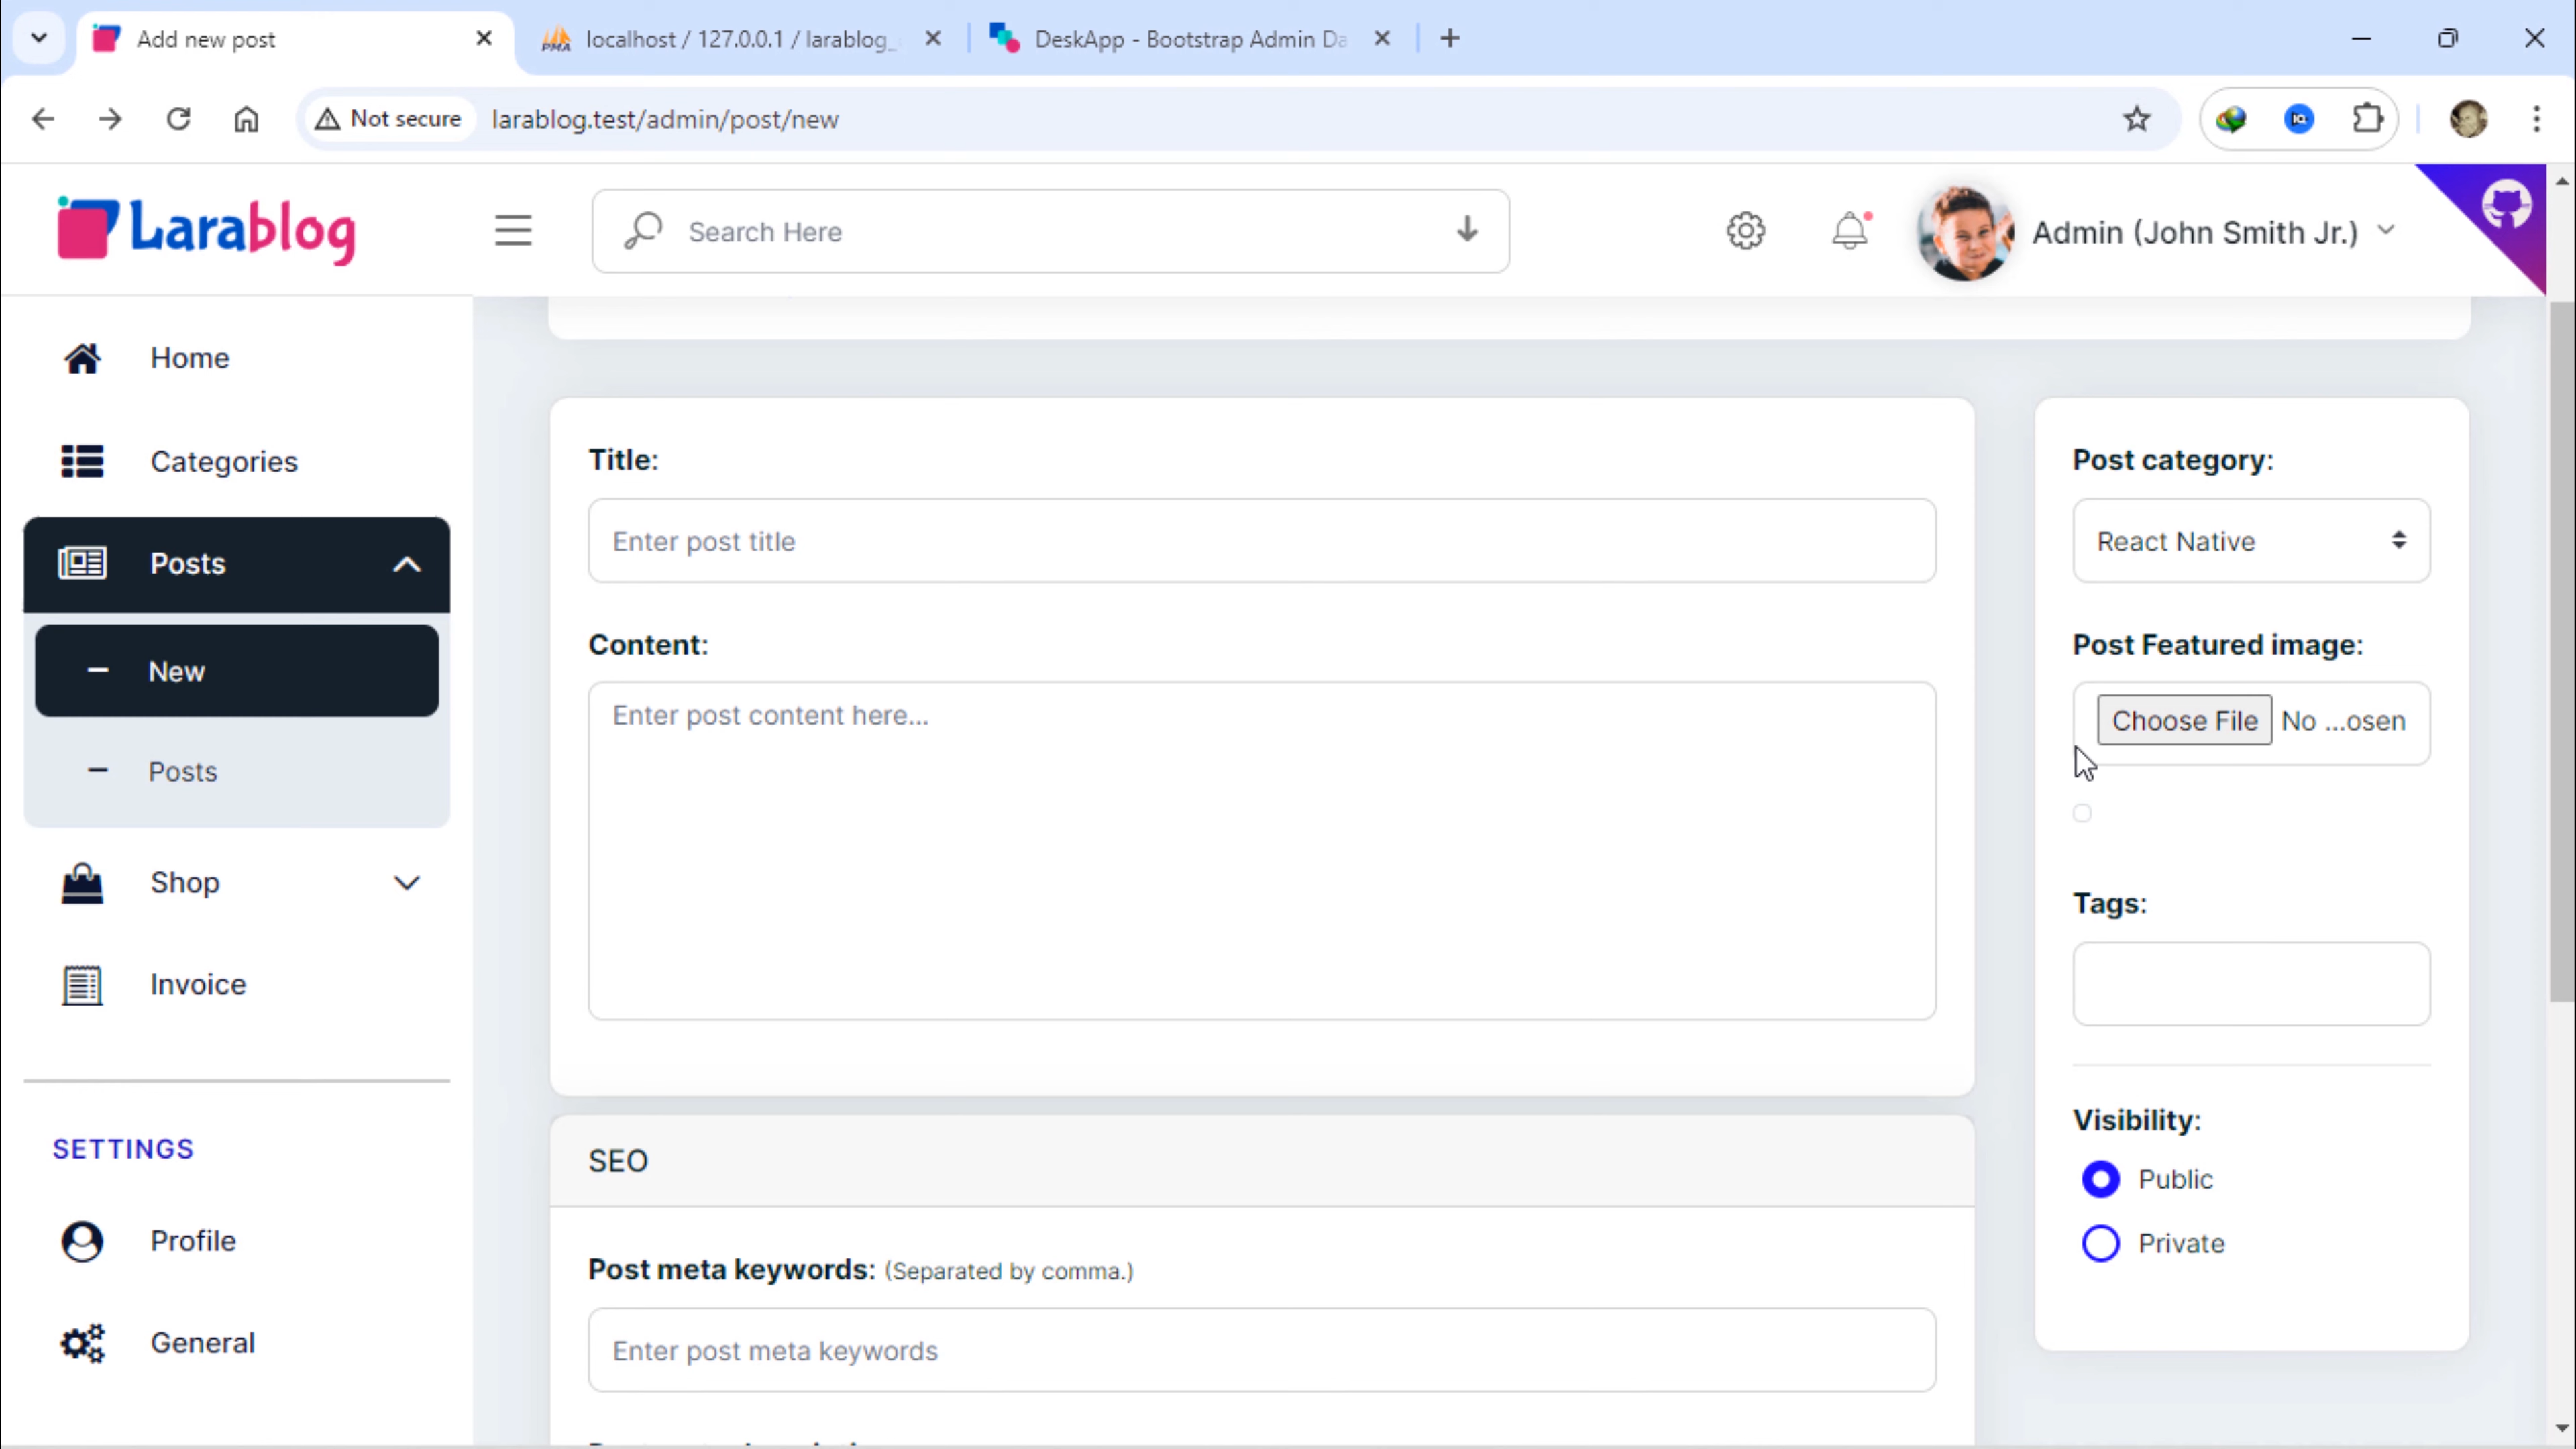 Add new post
localhost / 127.0.0.1 / larablog_
DeskApp - Bootstrap Admin Da
Not secure
larablog.test/admin/post/new
Larablog
Search Here
Admin (John Smith Jr.)
Home
Categories
Posts
New
Posts
Shop
Invoice
SETTINGS
Profile
General
Title:
Enter post title
Content:
Enter post content here...
SEO
Post meta keywords: (Separated by comma.)
Enter post meta keywords
Post category:
React Native
Post Featured image:
Choose File No ...osen
Tags:
Visibility:
Public
Private